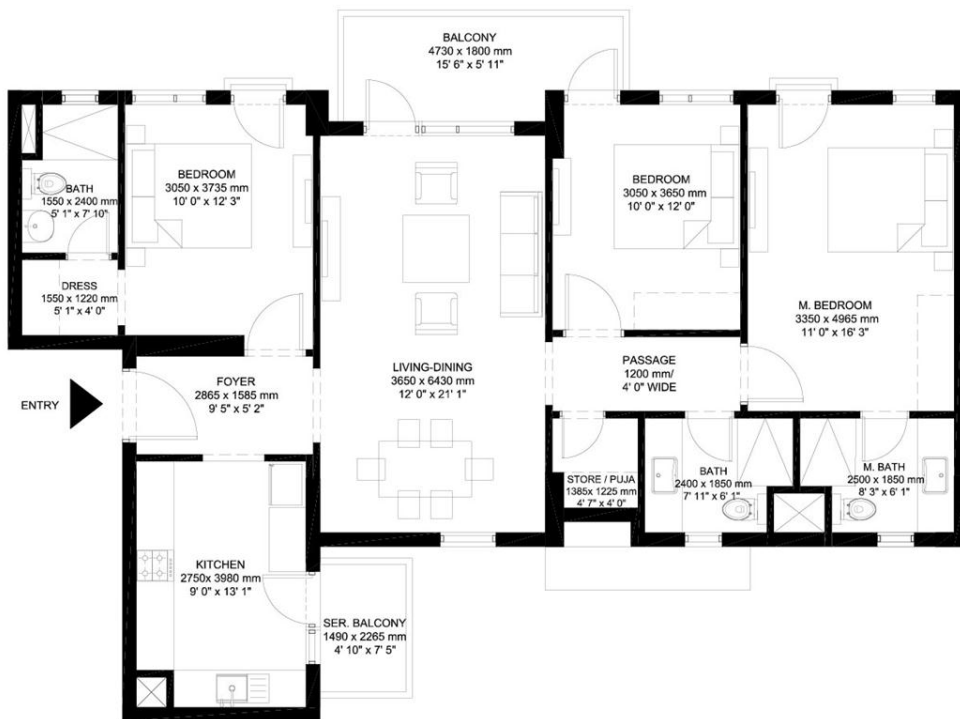 BALCONY
4730 x 1800 mm
15' 6" x 5' 11"
BEDROOM
3050 x 3735 mm
10' 0" x 12' 3"
BATH
1550 x 2400 mm
5' 1" x 7' 10"
DRESS
1550 x 1220 mm
5' 1" x 4' 0"
BEDROOM
3050 x 3650 mm
10' 0" x 12' 0"
M. BEDROOM
3350 x 4965 mm
11' 0" x 16' 3"
LIVING-DINING
3650 x 6430 mm
12' 0" x 21' 1"
PASSAGE
1200 mm/
4' 0" WIDE
ENTRY
FOYER
2865 x 1585 mm
9' 5" x 5' 2"
STORE / PUJA
1385x 1225 mm
4' 7" x 4' 0"
BATH
2400 x 1850 mm
7' 11" x 6' 1"
M. BATH
2500 x 1850 mm
8' 3" x 6' 1"
KITCHEN
2750x 3980 mm
9' 0" x 13' 1"
SER. BALCONY
1490 x 2265 mm
4' 10" x 7' 5"